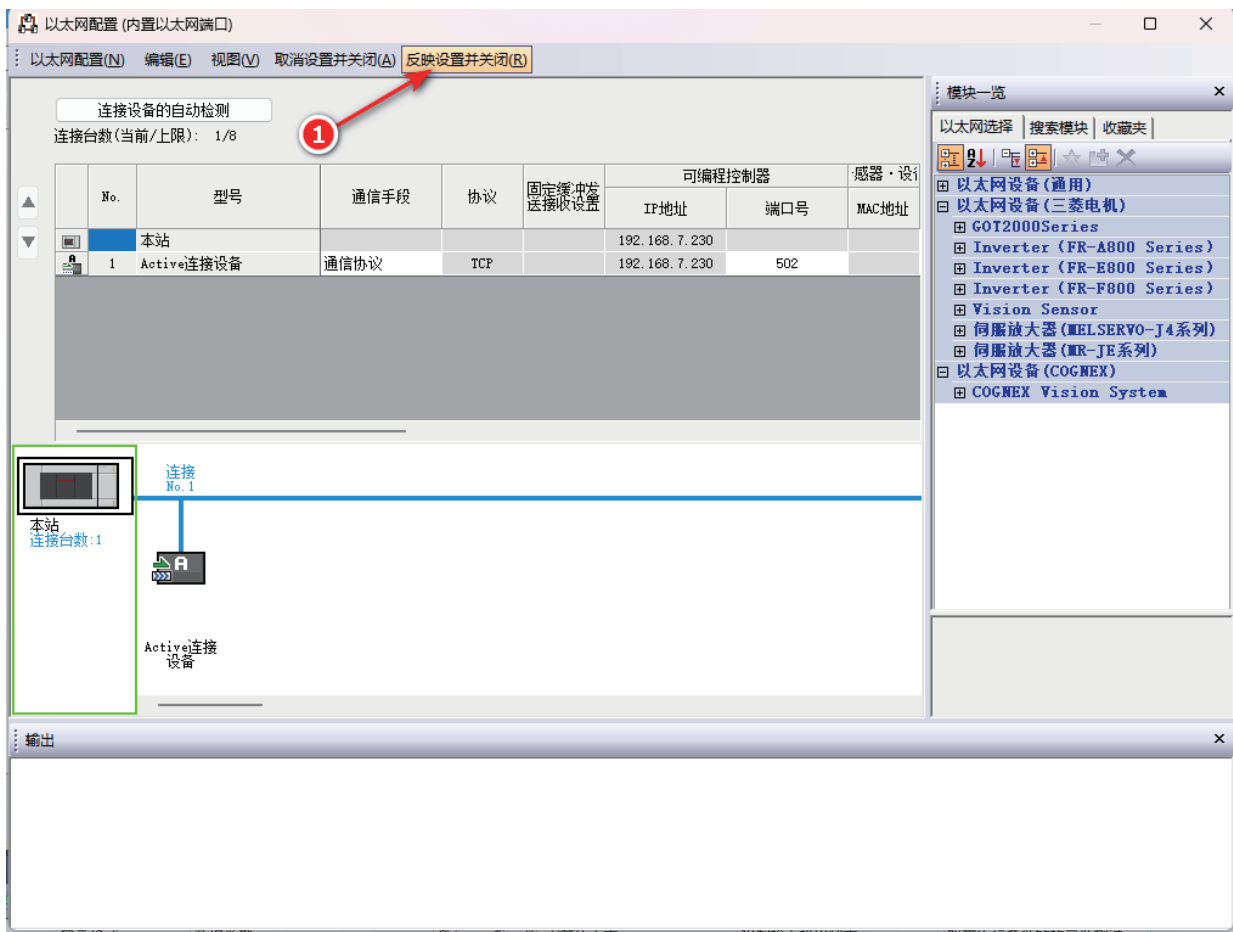 以太网配置 (内置以太网端口)
以太网配置(N) 编辑(E) 视图(V) 取消设置并关闭(A) 反映设置并关闭(R)
1
连接设备的自动检测
连接台数(当前/上限): 1/8
No. 型号 通信手段 协议 固定缓冲发送接收设置 可编程控制器 感器·设
IP地址 端口号 MAC地址
本站 192.168.7.230
1 Active连接设备 通信协议 TCP 192.168.7.230 502
模块一览
以太网选择 搜索模块 收藏夹
以太网设备(通用)
以太网设备(三菱电机)
GOT2000Series
Inverter (FR-A800 Series)
Inverter (FR-E800 Series)
Inverter (FR-F800 Series)
Vision Sensor
伺服放大器(MELSERVO-J4系列)
伺服放大器(MR-JE系列)
以太网设备(COGNEX)
COGNEX Vision System
连接
No.1
本站
连接台数:1
A
Active连接
设备
输出